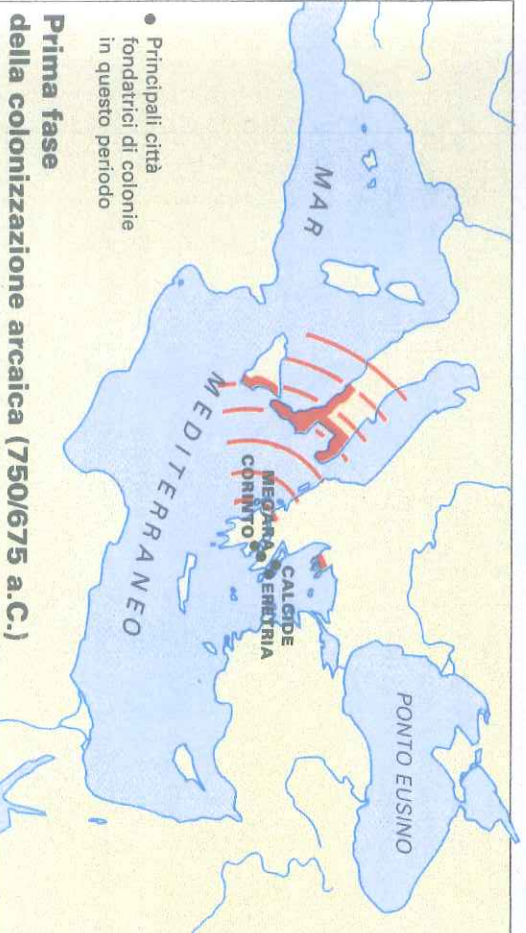 PONTO EUSINO
MAR
MEDITERRANEO
CALCIDE
ERETRIA
MEGARA
CORINTO
● Principali città
fondatrici di colonie
in questo periodo
Prima fase
della colonizzazione arcaica (750/675 a.C.)